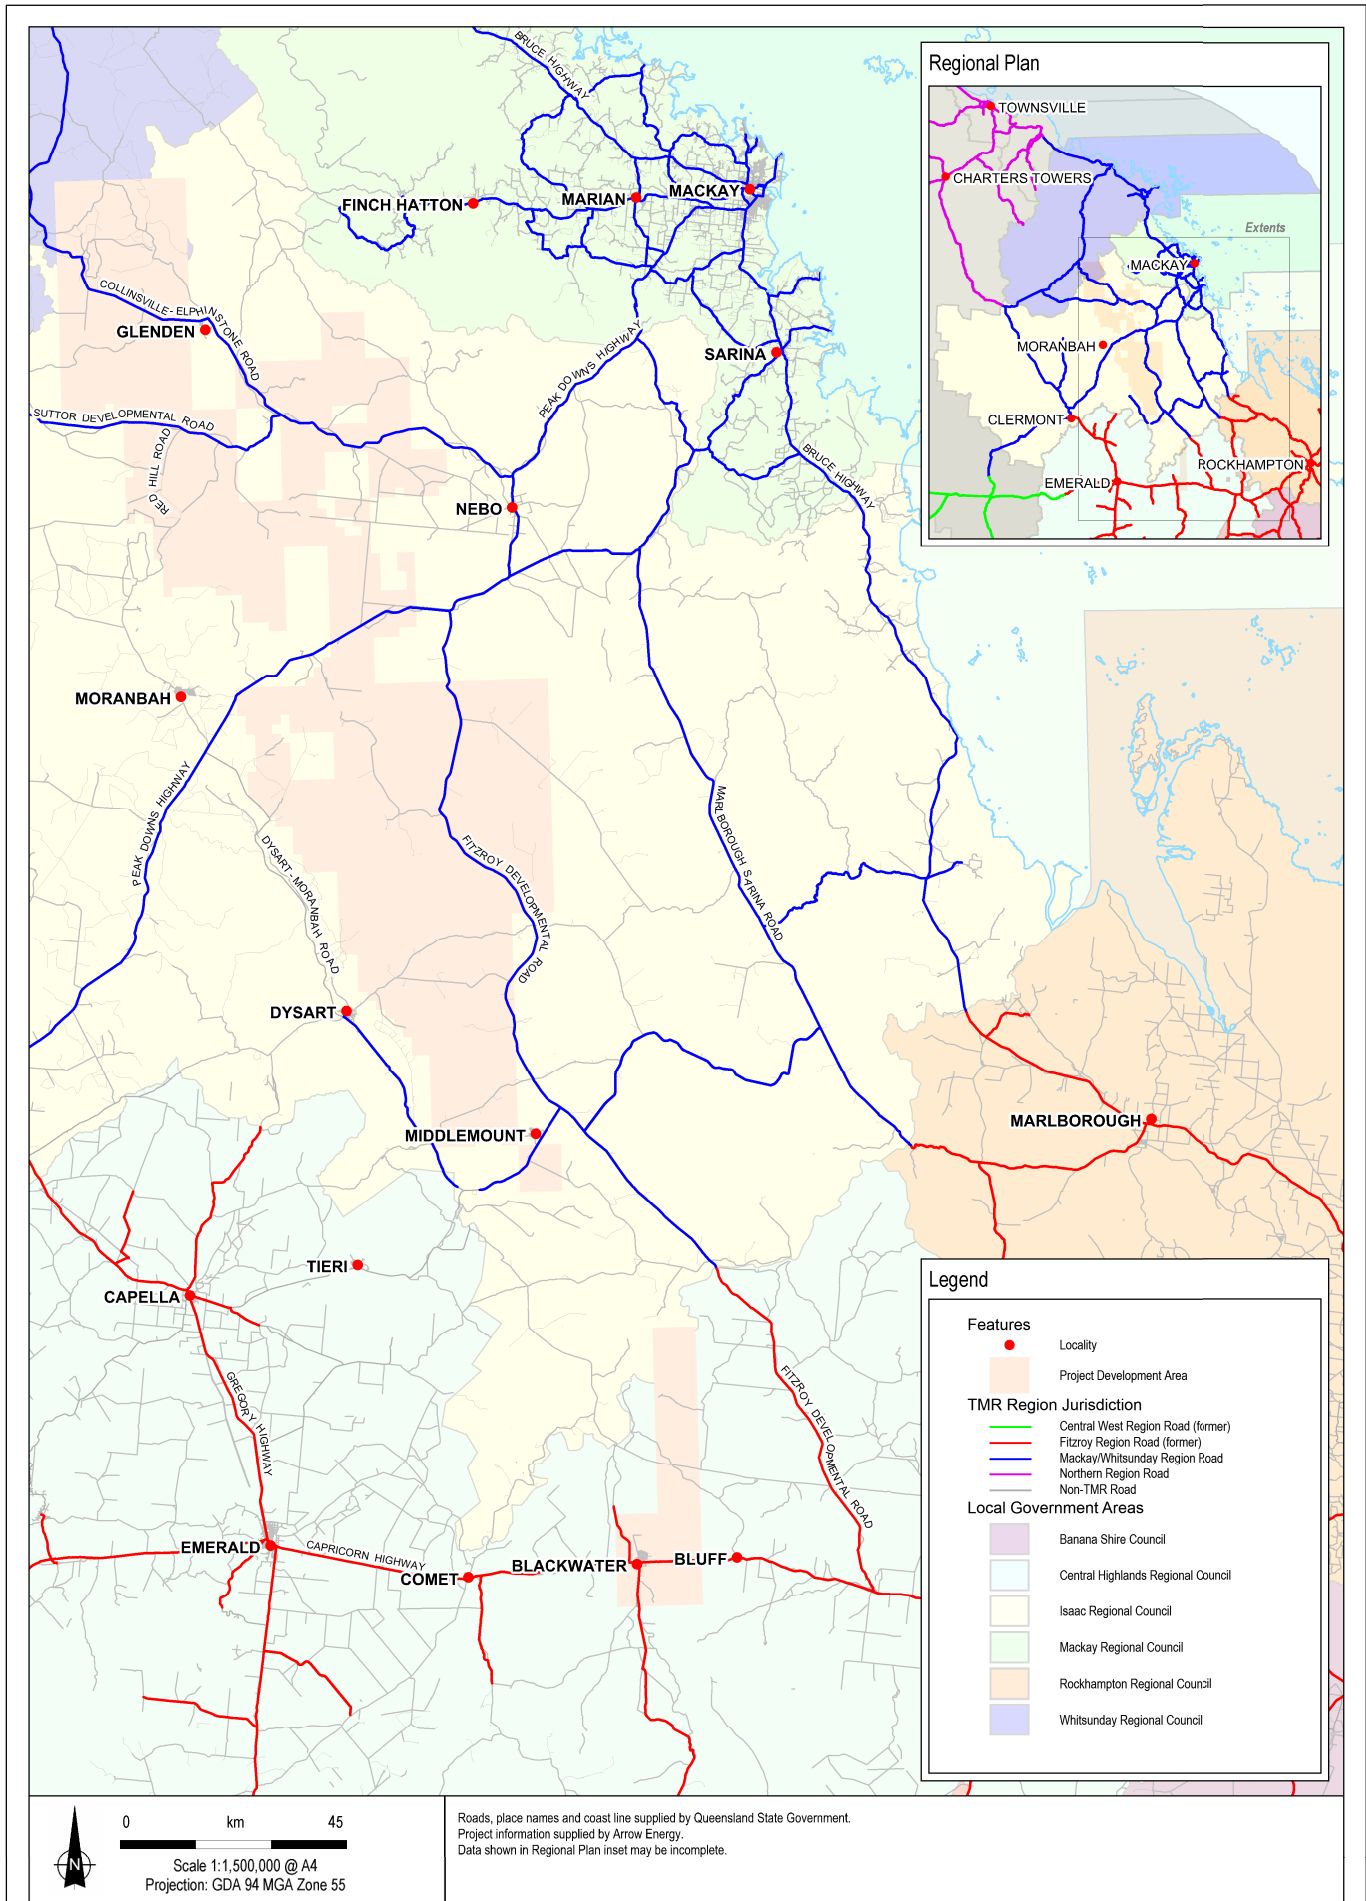 BRUCE HIGHWAY
FINCH HATTON
MARIAN
MACKAY
COLLINSVILLE-ELPHINSTONE ROAD
GLENDEN
PEAK DOWNS HIGHWAY
SARINA
SUTTOR DEVELOPMENTAL ROAD
RED HILL ROAD
BRUCE HIGHWAY
NEBO
MORANBAH
PEAK DOWNS HIGHWAY
DYSART-MORANBAH ROAD
FITZROY DEVELOPMENTAL ROAD
MARLBOROUGH SARINA ROAD
DYSART
MIDDLEMOUNT
MARLBOROUGH
TIERI
CAPELLA
GREGORY HIGHWAY
FITZROY DEVELOPMENTAL ROAD
EMERALD
CAPRICORN HIGHWAY
COMET
BLACKWATER
BLUFF
Regional Plan
TOWNSVILLE
CHARTERS TOWERS
Extents
MACKAY
MORANBAH
CLERMONT
ROCKHAMPTON
EMERALD
Legend
Features
Locality
Project Development Area
TMR Region Jurisdiction
Central West Region Road (former)
Fitzroy Region Road (former)
Mackay/Whitsunday Region Road
Northern Region Road
Non-TMR Road
Local Government Areas
Banana Shire Council
Central Highlands Regional Council
Isaac Regional Council
Mackay Regional Council
Rockhampton Regional Council
Whitsunday Regional Council
N
0 km 45
Scale 1:1,500,000 @ A4
Projection: GDA 94 MGA Zone 55
Roads, place names and coast line supplied by Queensland State Government.
Project information supplied by Arrow Energy.
Data shown in Regional Plan inset may be incomplete.